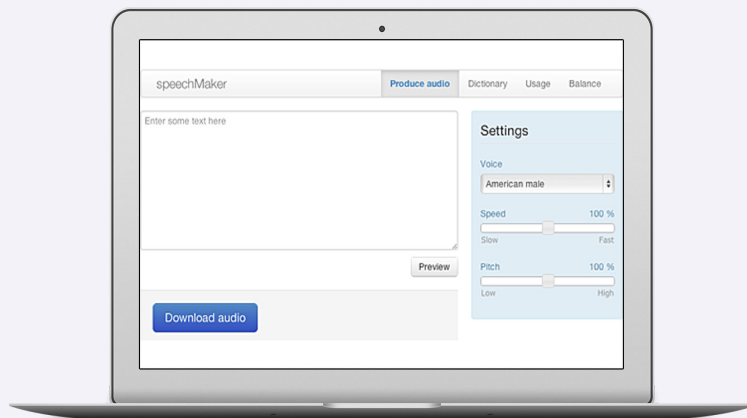 speechMaker
Produce audio
Dictionary
Usage
Balance
Enter some text here
Preview
Download audio
Settings
Voice
American male
Speed 100 %
Slow Fast
Pitch 100 %
Low High